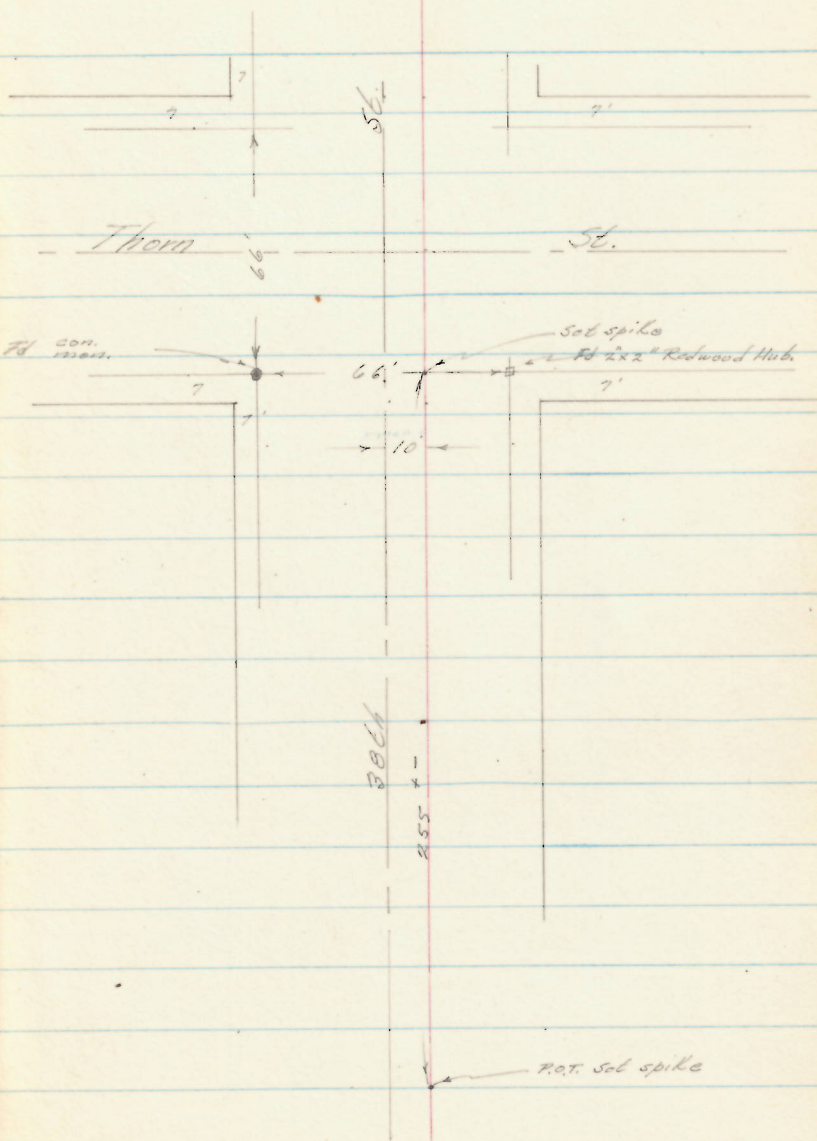 7
St.
7
7'
Thorn St.
66'
set spike
Fd con. mon.
Fd 2"x2" Redwood Hub.
66'
7
7'
7'
10'
38th
255 +-
P.O.T. set spike